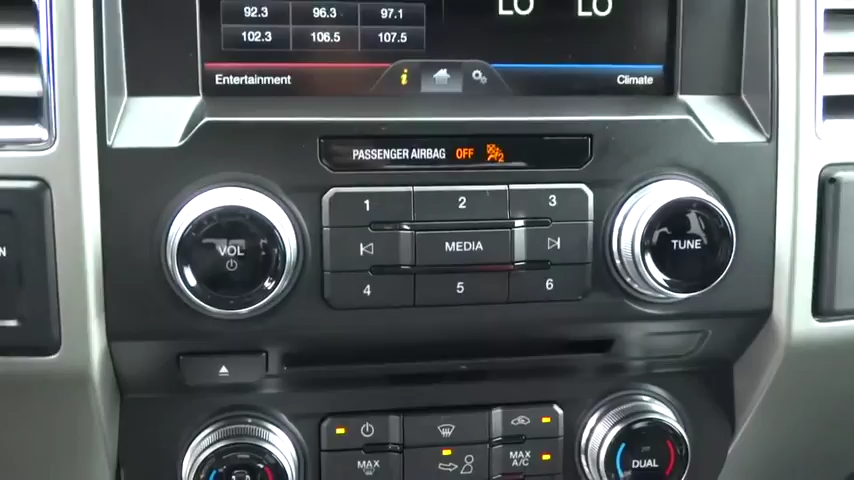 92.3 96.3 97.1 LO LO
102.3 106.5 107.5
Entertainment i Climate
PASSENGER AIRBAG OFF 2
1 2 3
VOL MEDIA TUNE
4 5 6
N
MAX MAX A/C DUAL